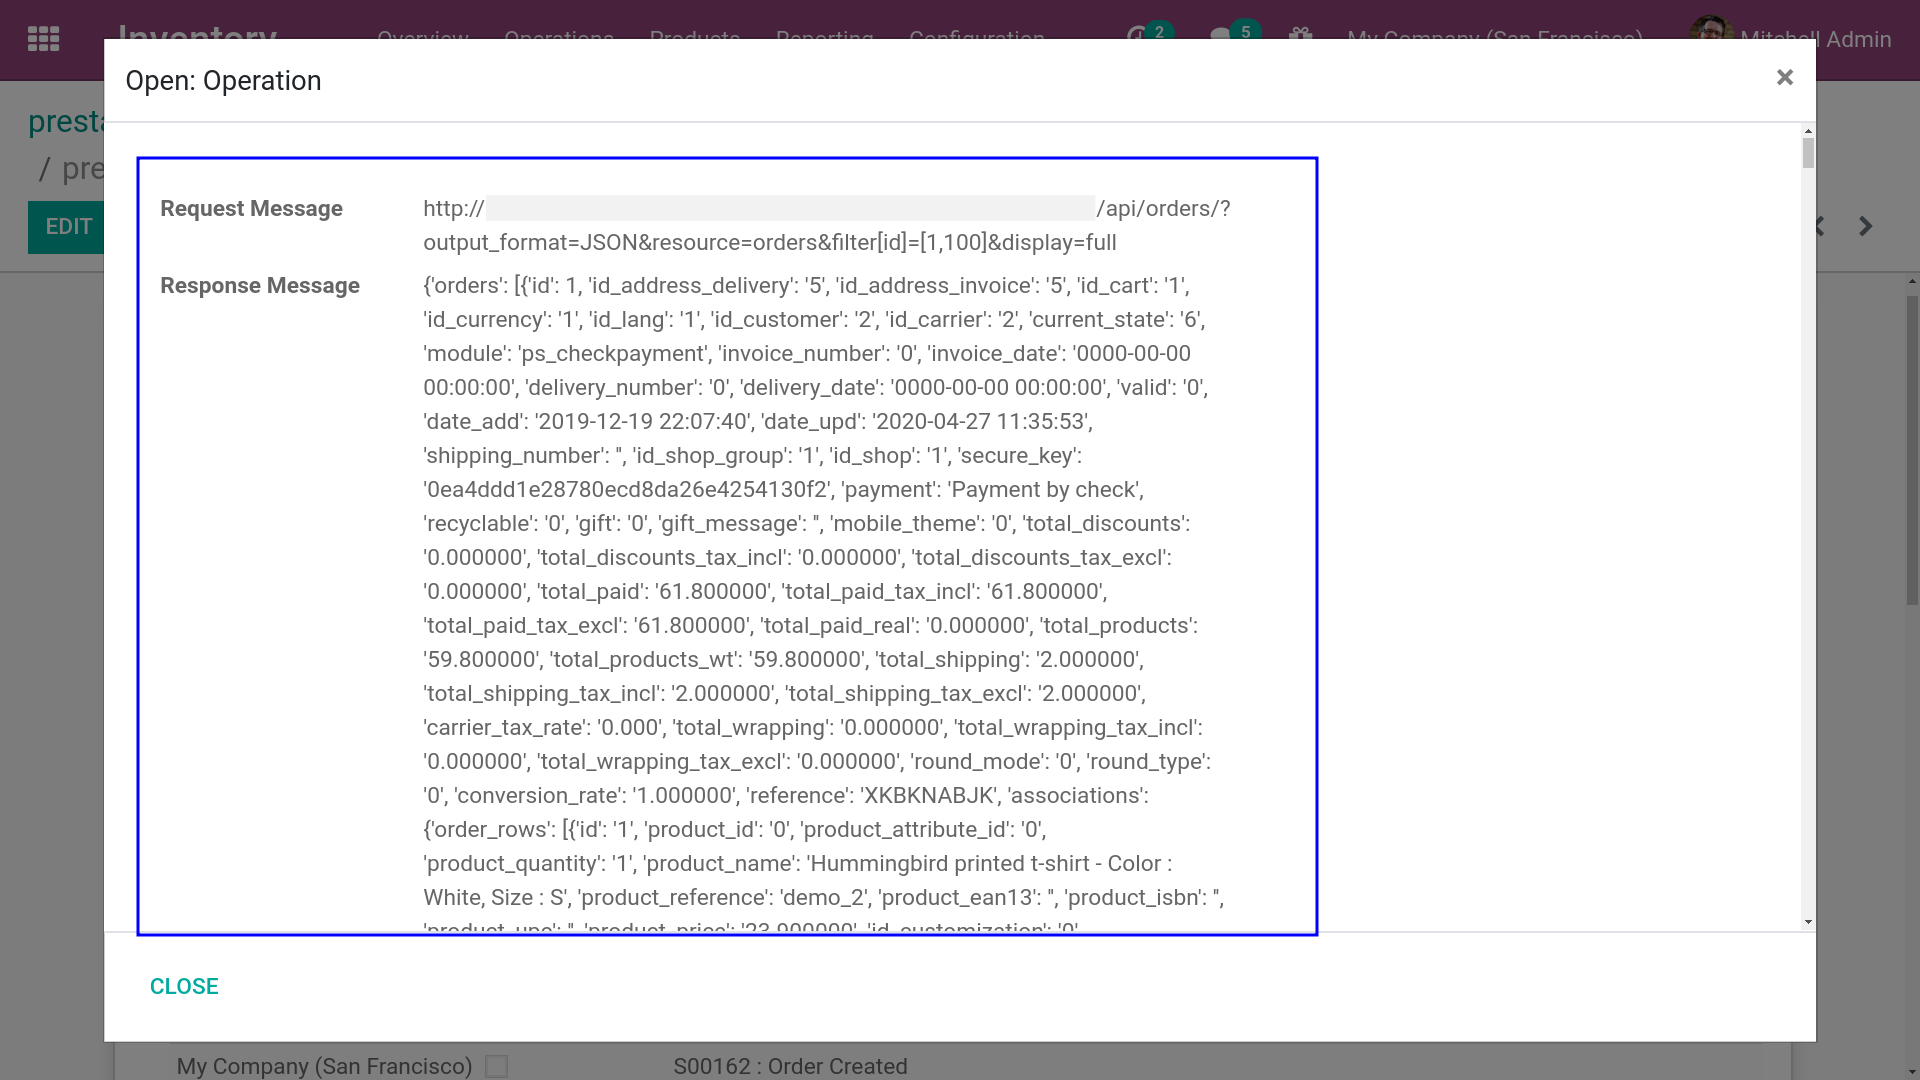 Inventory Overview Operations Products Reporting Configuration 2 5 My Company (San Francisco) Mitchell Admin
Open: Operation
×
presta
/ pre
EDIT
Request Message
http:// /api/orders/?
output_format=JSON&resource=orders&filter[id]=[1,100]&display=full
Response Message
{'orders': [{'id': 1, 'id_address_delivery': '5', 'id_address_invoice': '5', 'id_cart': '1',
'id_currency': '1', 'id_lang': '1', 'id_customer': '2', 'id_carrier': '2', 'current_state': '6',
'module': 'ps_checkpayment', 'invoice_number': '0', 'invoice_date': '0000-00-00
00:00:00', 'delivery_number': '0', 'delivery_date': '0000-00-00 00:00:00', 'valid': '0',
'date_add': '2019-12-19 22:07:40', 'date_upd': '2020-04-27 11:35:53',
'shipping_number': '', 'id_shop_group': '1', 'id_shop': '1', 'secure_key':
'0ea4ddd1e28780ecd8da26e4254130f2', 'payment': 'Payment by check',
'recyclable': '0', 'gift': '0', 'gift_message': '', 'mobile_theme': '0', 'total_discounts':
'0.000000', 'total_discounts_tax_incl': '0.000000', 'total_discounts_tax_excl':
'0.000000', 'total_paid': '61.800000', 'total_paid_tax_incl': '61.800000',
'total_paid_tax_excl': '61.800000', 'total_paid_real': '0.000000', 'total_products':
'59.800000', 'total_products_wt': '59.800000', 'total_shipping': '2.000000',
'total_shipping_tax_incl': '2.000000', 'total_shipping_tax_excl': '2.000000',
'carrier_tax_rate': '0.000', 'total_wrapping': '0.000000', 'total_wrapping_tax_incl':
'0.000000', 'total_wrapping_tax_excl': '0.000000', 'round_mode': '0', 'round_type':
'0', 'conversion_rate': '1.000000', 'reference': 'XKBKNABJK', 'associations':
{'order_rows': [{'id': '1', 'product_id': '0', 'product_attribute_id': '0',
'product_quantity': '1', 'product_name': 'Hummingbird printed t-shirt - Color :
White, Size : S', 'product_reference': 'demo_2', 'product_ean13': '', 'product_isbn': '',
'product_upc': '', 'product_price': '23.900000', 'id_customization': '0',
CLOSE
My Company (San Francisco)
S00162 : Order Created